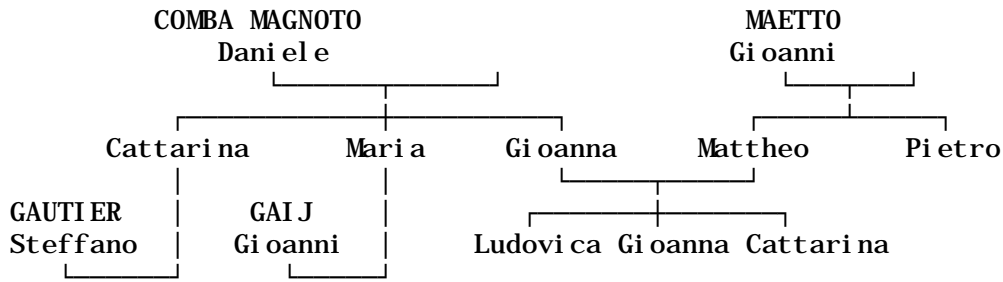 COMBA MAGNOTO MAETTO
Daniele Gioanni
Cattarina Maria Gioanna Mattheo Pietro
GAUTIER GAIJ
Steffano Gioanni Ludovica Gioanna Cattarina